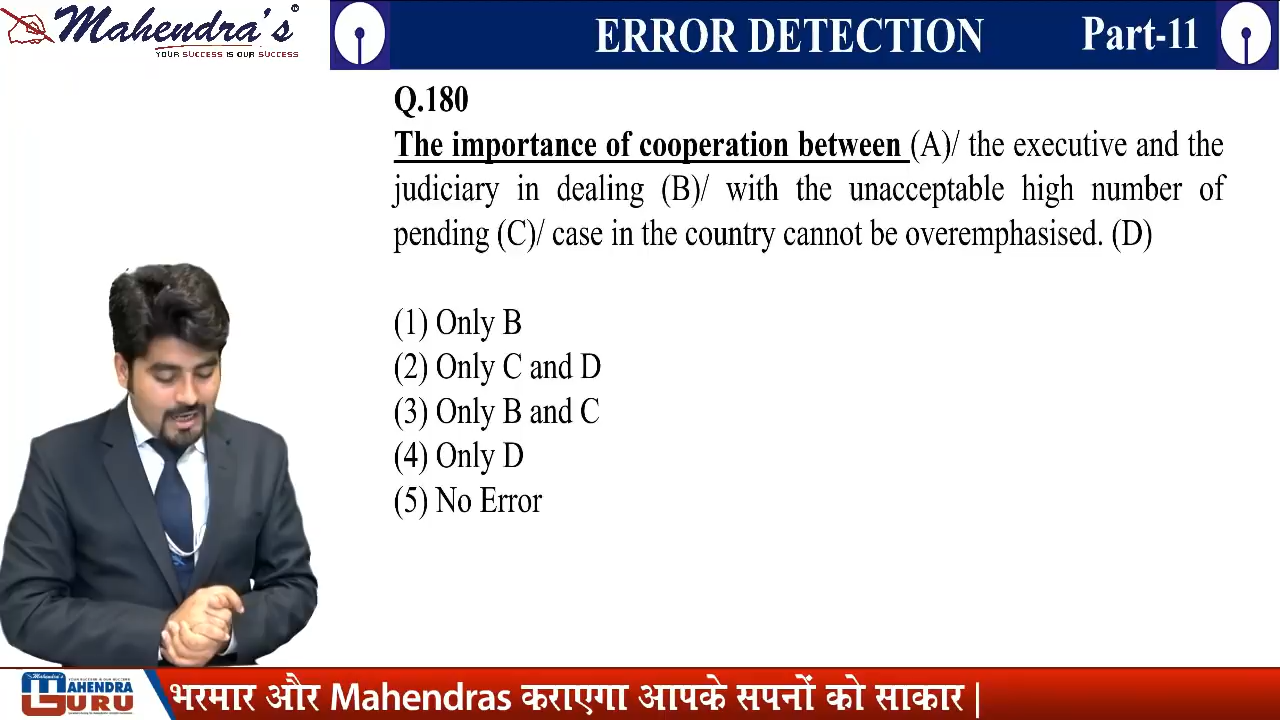 Mahendra's
YOUR SUCCESS IS OUR SUCCESS
ERROR DETECTION
Part-11
Q.180
The importance of cooperation between (A)/ the executive and the
judiciary in dealing (B)/ with the unacceptable high number of
pending (C)/ case in the country cannot be overemphasised. (D)
(1) Only B
(2) Only C and D
(3) Only B and C
(4) Only D
(5) No Error
Mahendra's
MAHENDRA
GURU
भरमार और Mahendras कराएगा आपके सपनों को साकार |